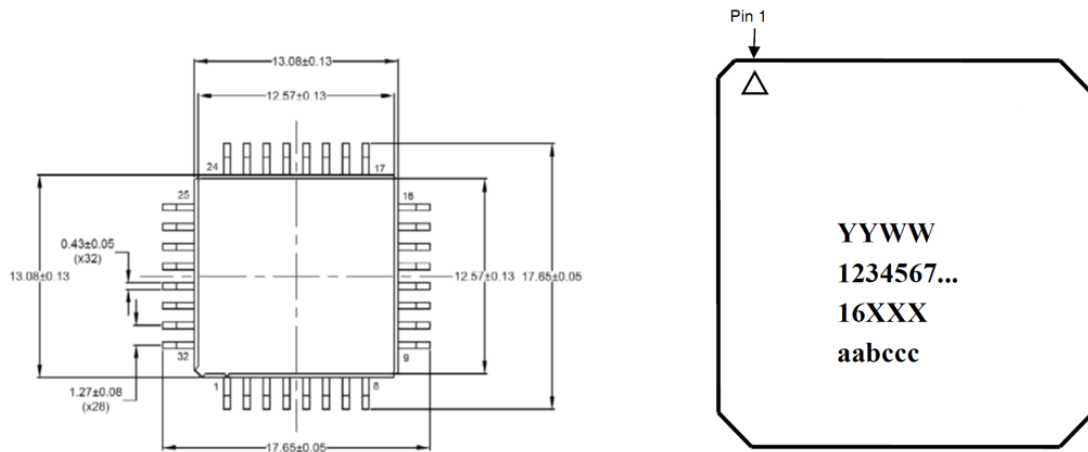 13.08±0.13
12.57±0.13
24
17
25
16
0.43±0.05
(x32)
13.08±0.13
12.57±0.13
17.65±0.05
32
9
1
8
1.27±0.08
(x28)
17.65±0.05
Pin 1
YYWW
1234567...
16XXX
aabccc